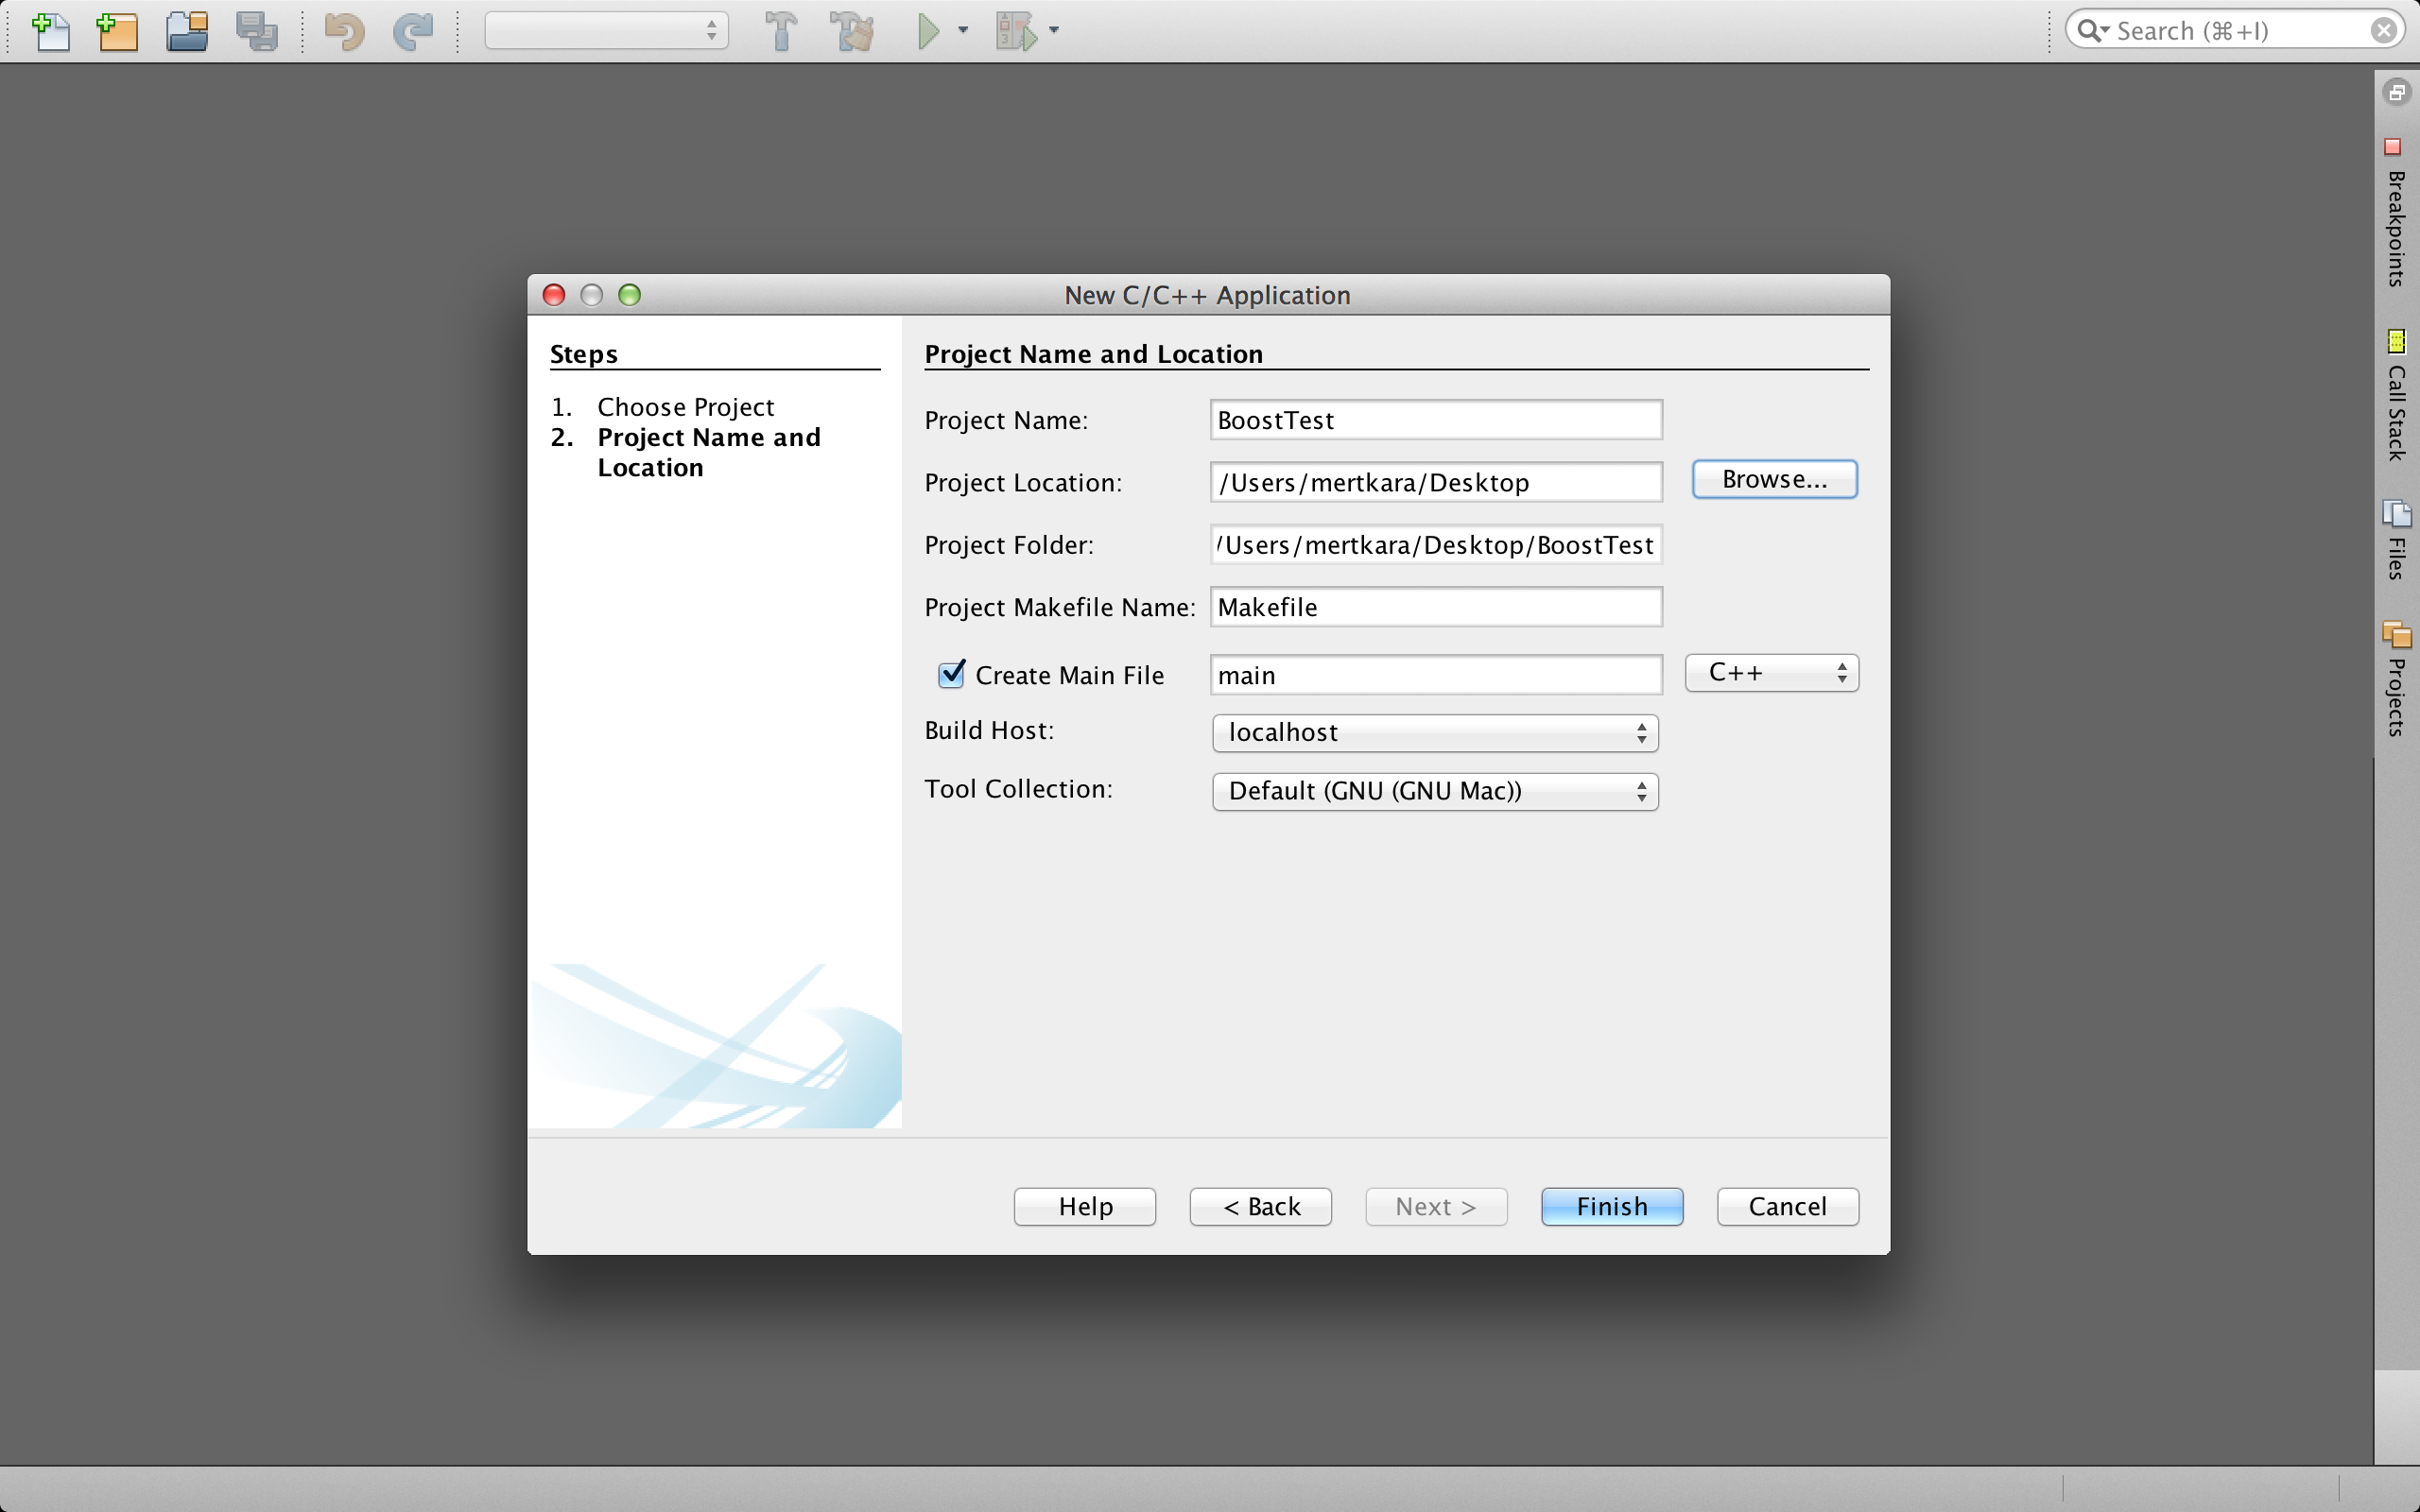 Search (⌘+I)
New C/C++ Application
Steps
1. Choose Project
2. Project Name and
Location
Project Name and Location
Project Name: BoostTest
Project Location: /Users/mertkara/Desktop Browse...
Project Folder: /Users/mertkara/Desktop/BoostTest
Project Makefile Name: Makefile
Create Main File main C++
Build Host: localhost
Tool Collection: Default (GNU (GNU Mac))
Help < Back Next > Finish Cancel
Breakpoints
Call Stack
Files
Projects